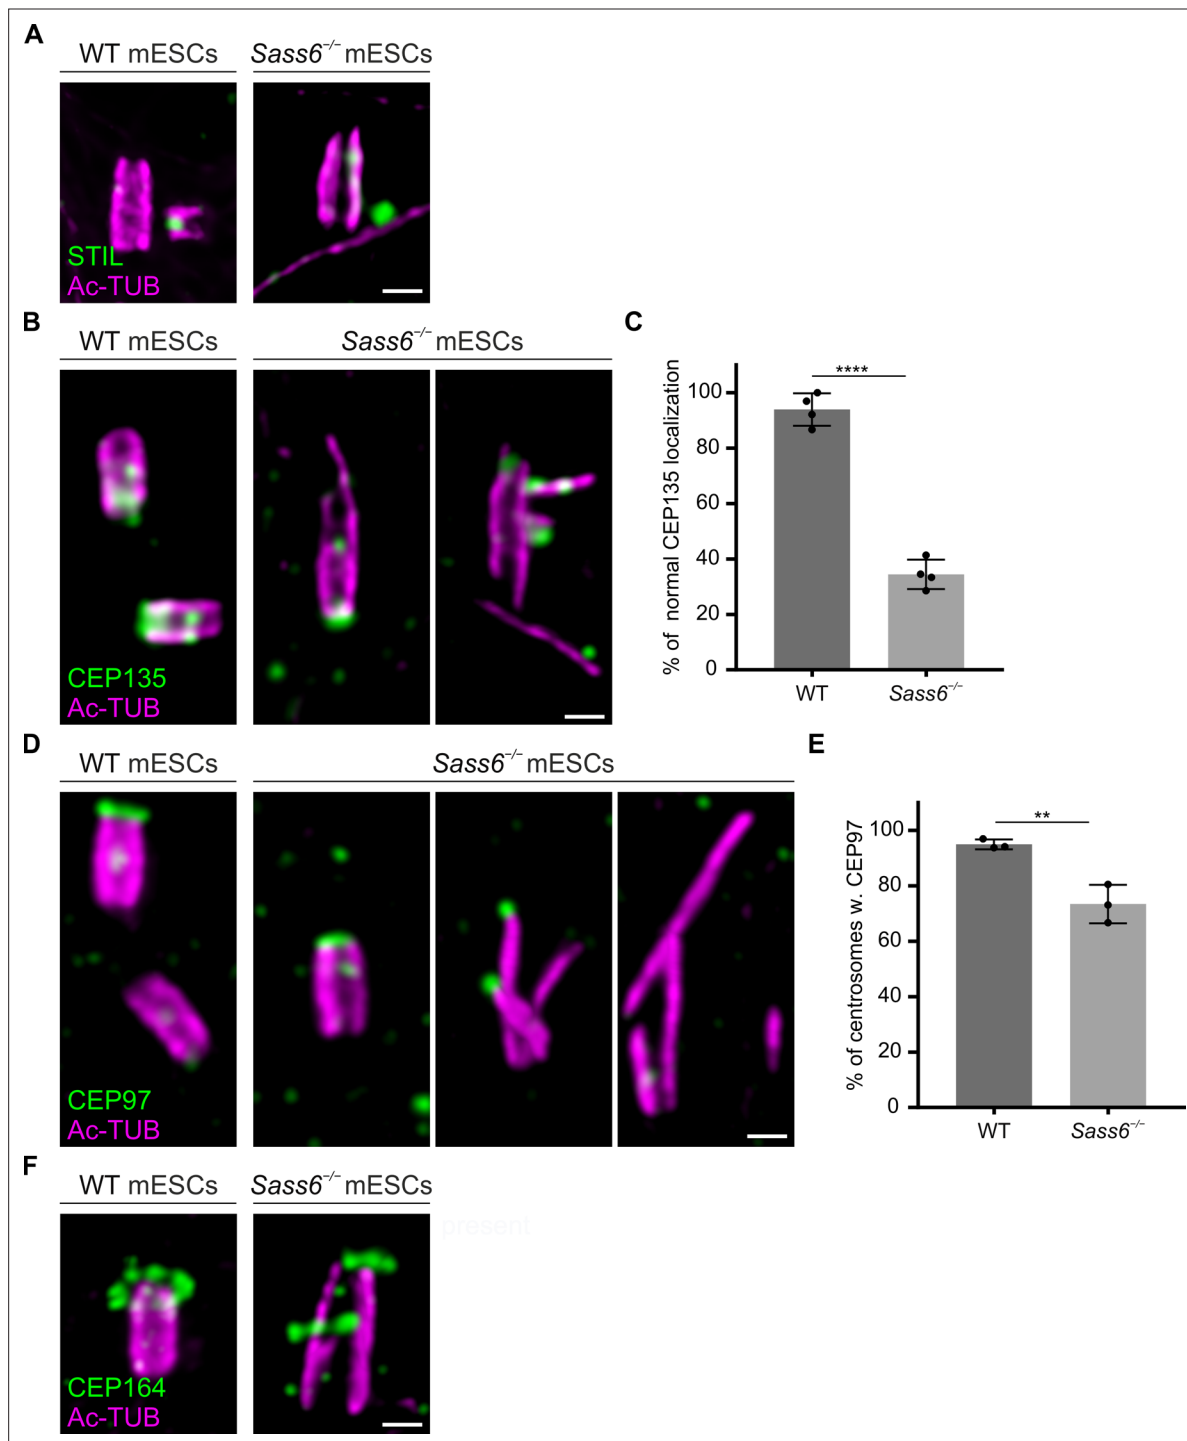 A
WT mESCs
Sass6⁻/⁻ mESCs
STIL
Ac-TUB
B
WT mESCs
Sass6⁻/⁻ mESCs
CEP135
Ac-TUB
C
% of normal CEP135 localization
100
80
60
40
20
0
****
WT
Sass6⁻/⁻
D
WT mESCs
Sass6⁻/⁻ mESCs
CEP97
Ac-TUB
E
% of centrosomes w. CEP97
100
80
60
40
20
0
**
WT
Sass6⁻/⁻
F
WT mESCs
Sass6⁻/⁻ mESCs
present
CEP164
Ac-TUB